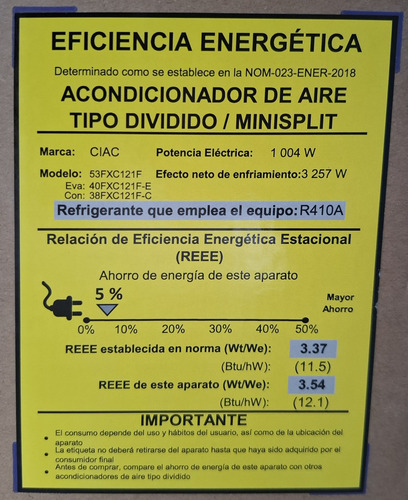 EFICIENCIA ENERGÉTICA
Determinado como se establece en la NOM-023-ENER-2018
ACONDICIONADOR DE AIRE
TIPO DIVIDIDO / MINISPLIT
Marca: CIAC Potencia Eléctrica: 1 004 W
Modelo: 53FXC121F Efecto neto de enfriamiento: 3 257 W
Eva: 40FXC121F-E
Con: 38FXC121F-C
Refrigerante que emplea el equipo: R410A
Relación de Eficiencia Energética Estacional
(REEE)
Ahorro de energía de este aparato
5 % Mayor
Ahorro
0% 10% 20% 30% 40% 50%
REEE establecida en norma (Wt/We): 3.37
(Btu/hW): (11.5)
REEE de este aparato (Wt/We): 3.54
(Btu/hW): (12.1)
IMPORTANTE
• El consumo depende del uso y hábitos del usuario, así como de la ubicación del
aparato
• La etiqueta no deberá retirarse del aparato hasta que haya sido adquirido por el
consumidor final
• Antes de comprar, compare el ahorro de energía de este aparato con otros
acondicionadores de aire tipo dividido